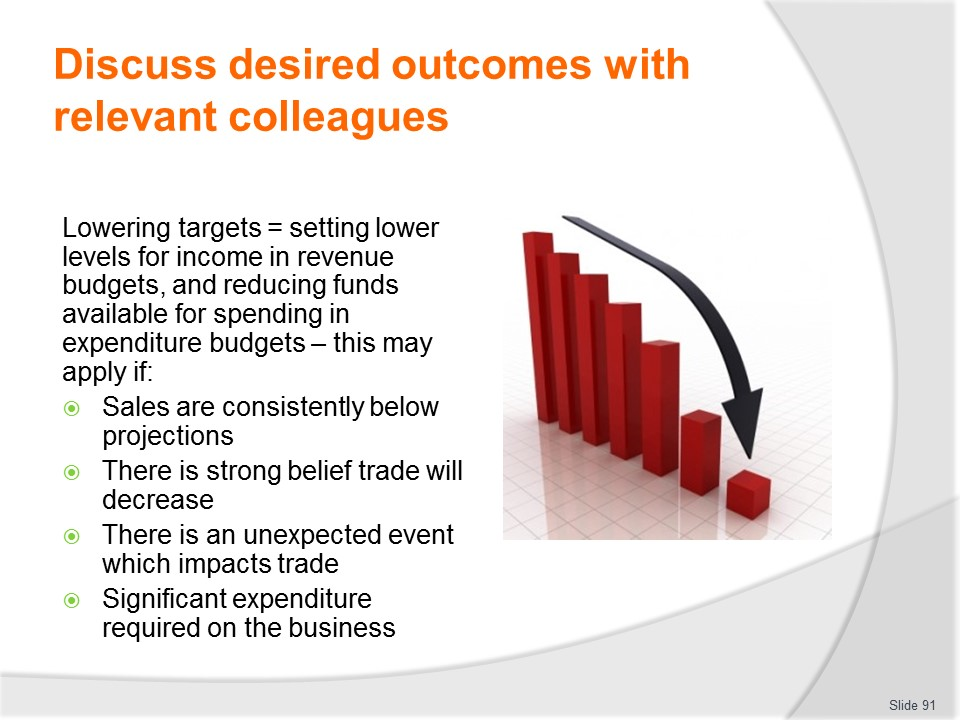 Discuss desired outcomes with
relevant colleagues
Lowering targets = setting lower
levels for income in revenue
budgets, and reducing funds
available for spending in
expenditure budgets – this may
apply if:
Sales are consistently below
projections
There is strong belief trade will
decrease
There is an unexpected event
which impacts trade
Significant expenditure
required on the business
Slide 91